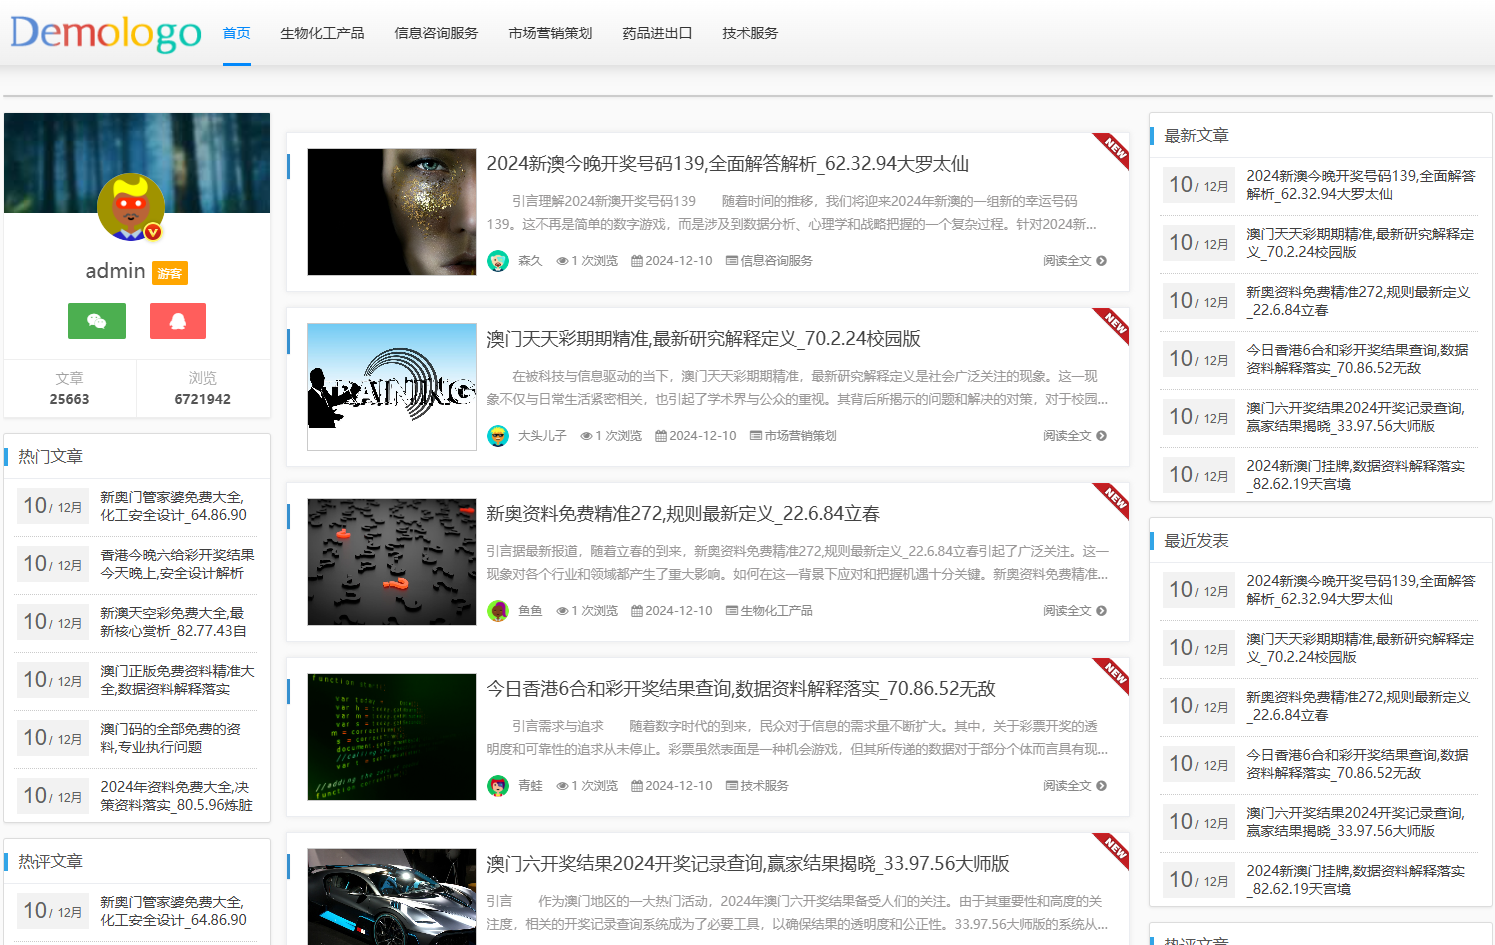 Demologo
首页 生物化工产品 信息咨询服务 市场营销策划 药品进出口 技术服务
admin 游客
文章 浏览
25663 6721942
热门文章
10 / 12月 新奥门管家婆免费大全,
化工安全设计_64.86.90
10 / 12月 香港今晚六给彩开奖结果
今天晚上,安全设计解析
10 / 12月 新澳天空彩免费大全,最
新核心赏析_82.77.43自
10 / 12月 澳门正版免费资料精准大
全,数据资料解释落实
10 / 12月 澳门码的全部免费的资
料,专业执行问题
10 / 12月 2024年资料免费大全,决
策资料落实_80.5.96炼脏
热评文章
10 / 12月 新奥门管家婆免费大全,
化工安全设计_64.86.90
NEW
2024新澳今晚开奖号码139,全面解答解析_62.32.94大罗太仙
引言理解2024新澳开奖号码139 随着时间的推移，我们将迎来2024年新澳的一组新的幸运号码
139。这不再是简单的数字游戏，而是涉及到数据分析、心理学和战略把握的一个复杂过程。针对2024新...
森久 1 次浏览 2024-12-10 信息咨询服务 阅读全文
NEW
澳门天天彩期期精准,最新研究解释定义_70.2.24校园版
在被科技与信息驱动的当下，澳门天天彩期期精准，最新研究解释定义是社会广泛关注的现象。这一现
象不仅与日常生活紧密相关，也引起了学术界与公众的重视。其背后所揭示的问题和解决的对策，对于校园...
大头儿子 1 次浏览 2024-12-10 市场营销策划 阅读全文
NEW
新奥资料免费精准272,规则最新定义_22.6.84立春
引言据最新报道，随着立春的到来，新奥资料免费精准272,规则最新定义_22.6.84立春引起了广泛关注。这一
现象对各个行业和领域都产生了重大影响。如何在这一背景下应对和把握机遇十分关键。新奥资料免费精准...
鱼鱼 1 次浏览 2024-12-10 生物化工产品 阅读全文
NEW
今日香港6合和彩开奖结果查询,数据资料解释落实_70.86.52无敌
引言需求与追求 随着数字时代的到来，民众对于信息的需求量不断扩大。其中，关于彩票开奖的透
明度和可靠性的追求从未停止。彩票虽然表面是一种机会游戏，但其所传递的数据对于部分个体而言具有现...
青蛙 1 次浏览 2024-12-10 技术服务 阅读全文
NEW
澳门六开奖结果2024开奖记录查询,赢家结果揭晓_33.97.56大师版
引言 作为澳门地区的一大热门活动，2024年澳门六开奖结果备受人们的关注。由于其重要性和高度的关
注度，相关的开奖记录查询系统成为了必要工具，以确保结果的透明度和公正性。33.97.56大师版的系统从...
最新文章
10 / 12月 2024新澳今晚开奖号码139,全面解答
解析_62.32.94大罗太仙
10 / 12月 澳门天天彩期期精准,最新研究解释定
义_70.2.24校园版
10 / 12月 新奥资料免费精准272,规则最新定义
_22.6.84立春
10 / 12月 今日香港6合和彩开奖结果查询,数据
资料解释落实_70.86.52无敌
10 / 12月 澳门六开奖结果2024开奖记录查询,
赢家结果揭晓_33.97.56大师版
10 / 12月 2024新澳门挂牌,数据资料解释落实
_82.62.19天宫境
最近发表
10 / 12月 2024新澳今晚开奖号码139,全面解答
解析_62.32.94大罗太仙
10 / 12月 澳门天天彩期期精准,最新研究解释定
义_70.2.24校园版
10 / 12月 新奥资料免费精准272,规则最新定义
_22.6.84立春
10 / 12月 今日香港6合和彩开奖结果查询,数据
资料解释落实_70.86.52无敌
10 / 12月 澳门六开奖结果2024开奖记录查询,
赢家结果揭晓_33.97.56大师版
10 / 12月 2024新澳门挂牌,数据资料解释落实
_82.62.19天宫境
热评文章